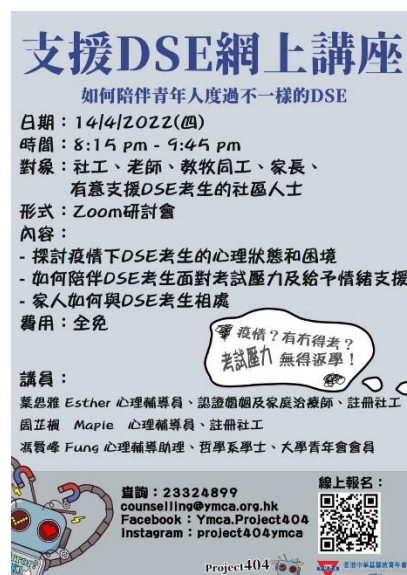 支援DSE網上講座
如何陪伴青年人度過不一樣的DSE
日期：14/4/2022(四)
時間：8:15 pm - 9:45 pm
對象：社工、老師、教牧同工、家長、
有意支援DSE考生的社區人士
形式：Zoom研討會
內容：
- 探討疫情下DSE考生的心理狀態和困境
- 如何陪伴DSE考生面對考試壓力及給予情緒支援
- 家人如何與DSE考生相處
費用：全免
疫情？有冇得考？
考試壓力 無得返學！
講員：
葉思雅 Esther 心理輔導員、認證婚姻及家庭治療師、註冊社工
Maple 心理輔導員、註冊社工
馮賢峰 Fung 心理輔導助理、哲學系學士、大學青年會會員
查詢：23324899
counselling@ymca.org.hk
Facebook：Ymca.Project404
Instagram：project404ymca
線上報名：
Project404
香港中華基督教青年會